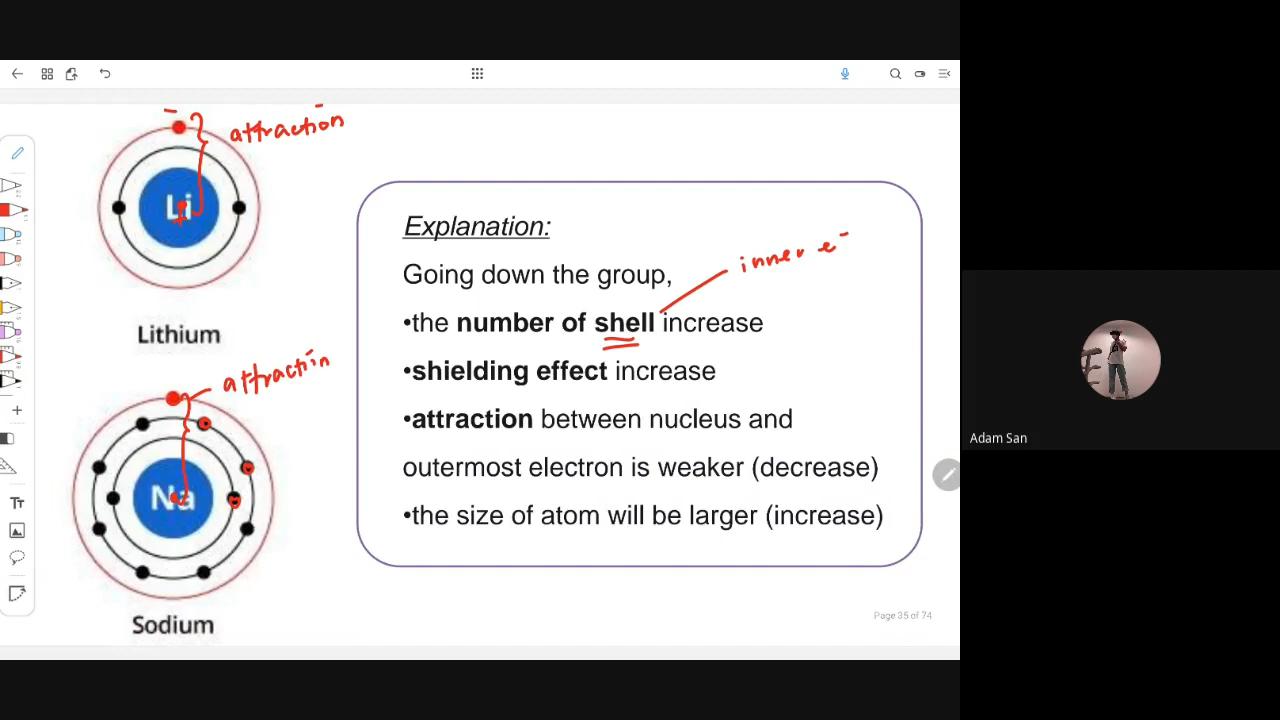 attraction
Li
Lithium
attractin
Na
Sodium
Explanation:
Going down the group,
inner e⁻
•the number of shell increase
•shielding effect increase
•attraction between nucleus and
outermost electron is weaker (decrease)
•the size of atom will be larger (increase)
Page 35 of 74
Tт
Adam San